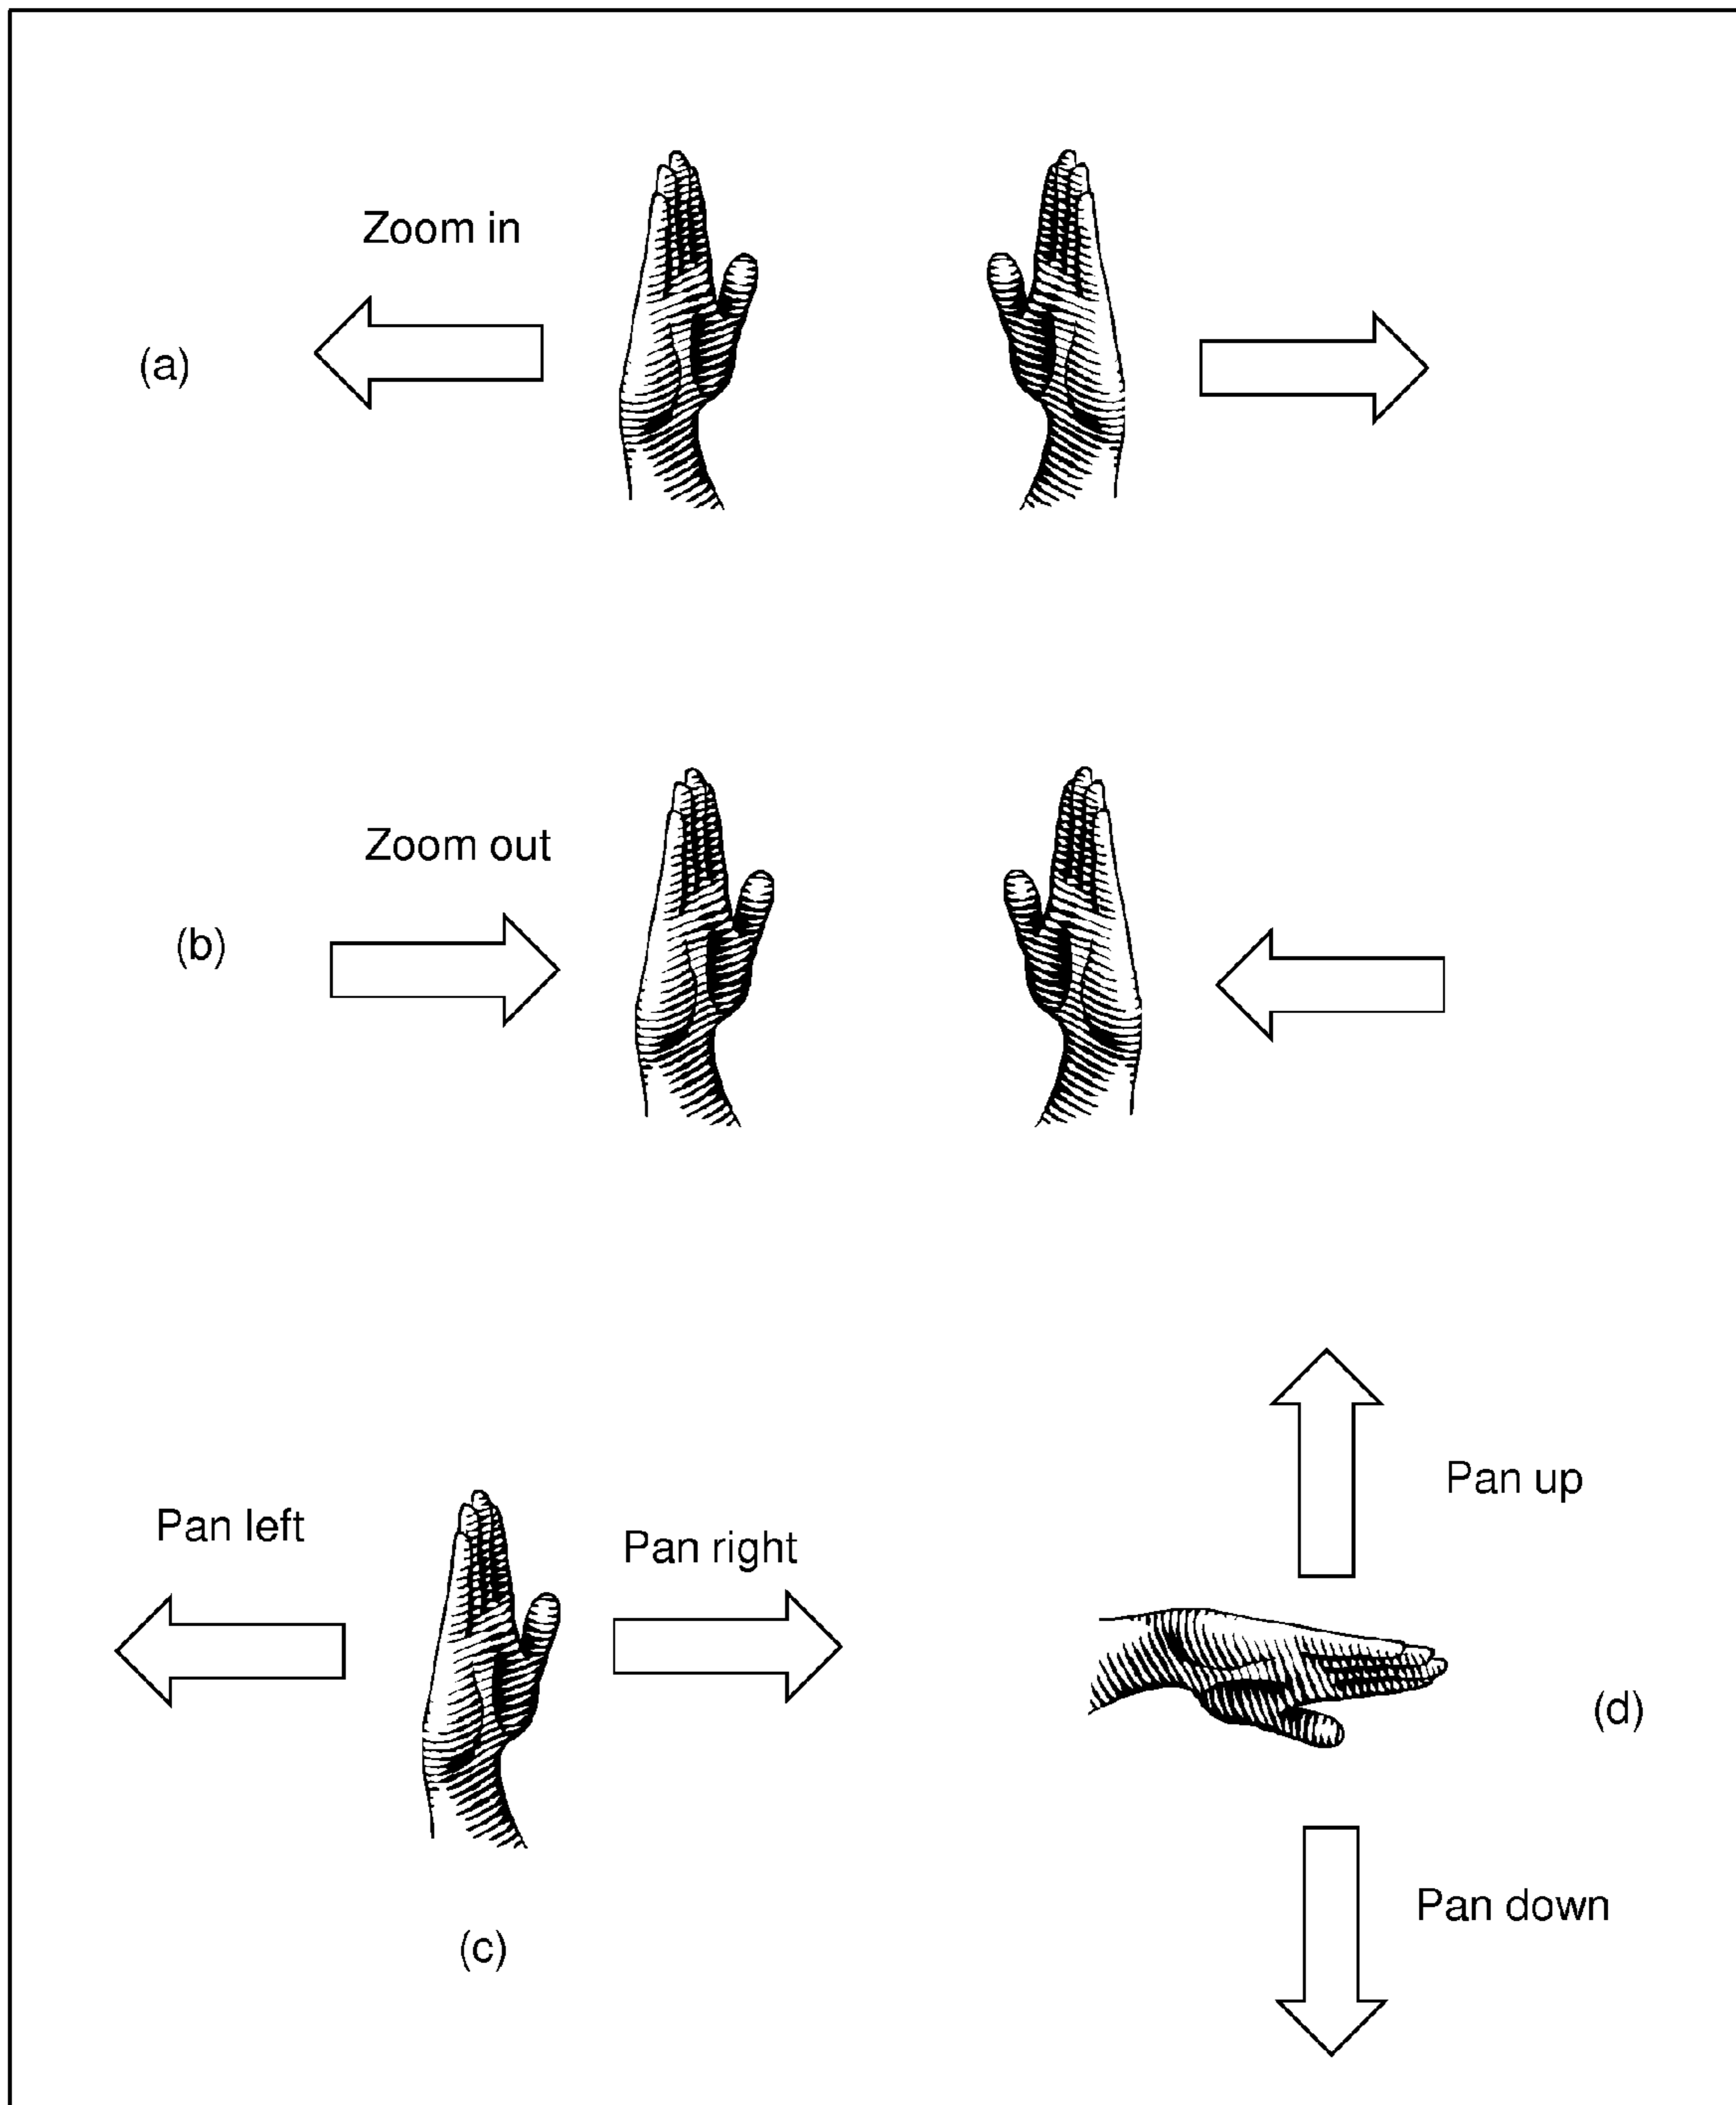 Zoom in
(a)
Zoom out
(b)
Pan left
Pan right
(c)
Pan up
(d)
Pan down